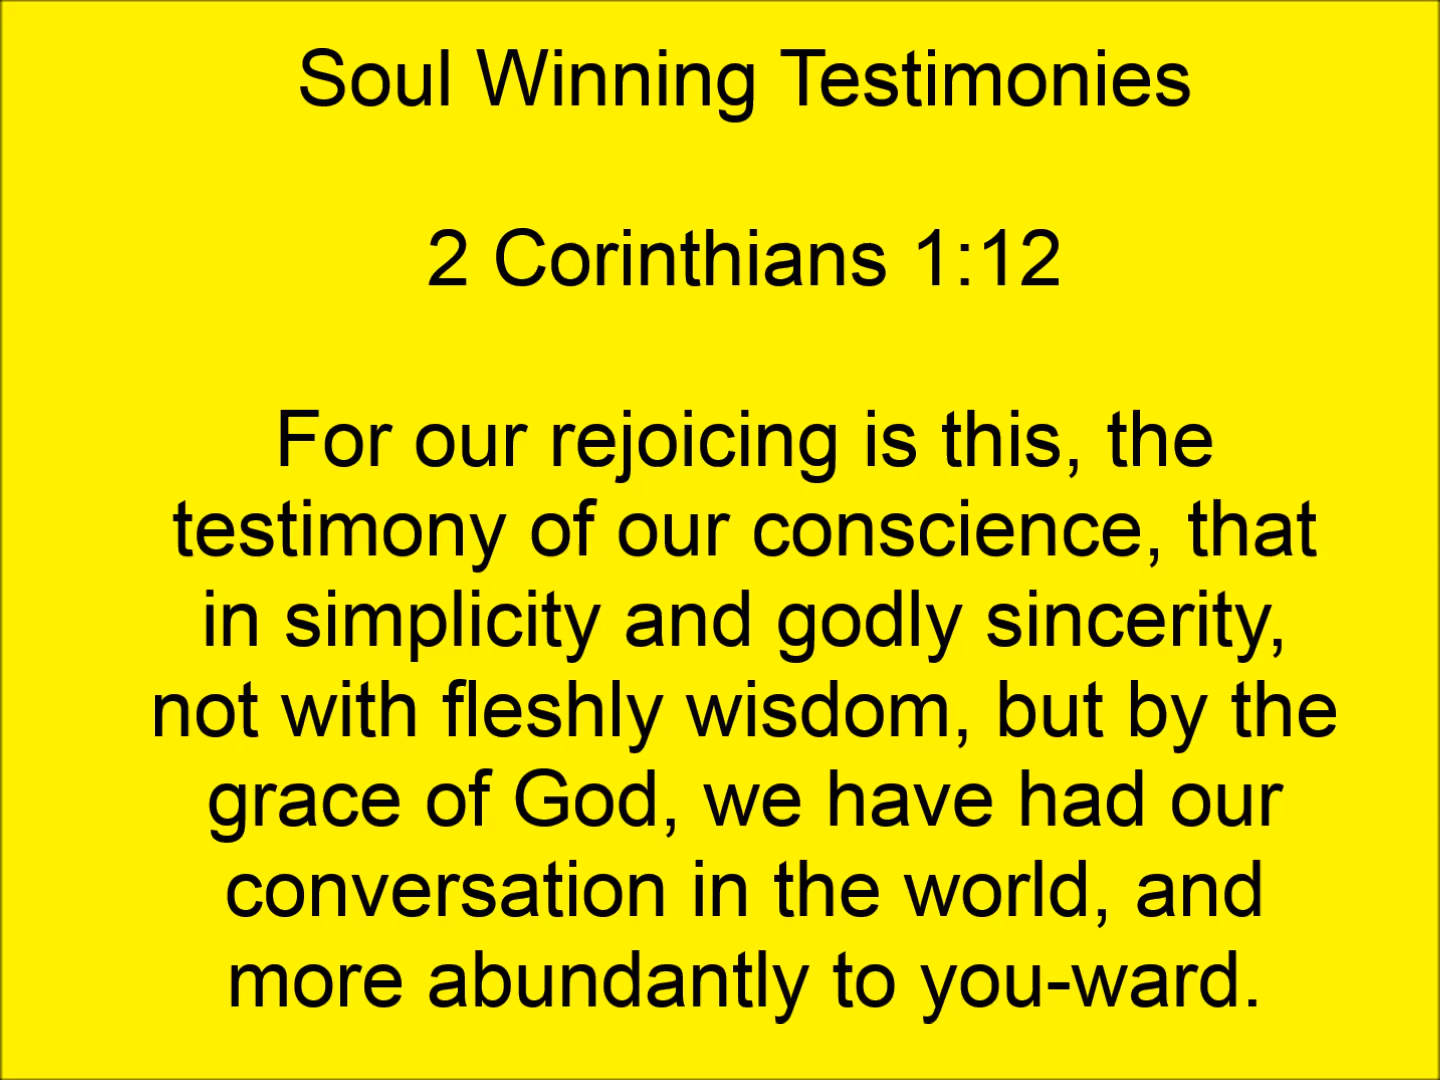 Soul Winning Testimonies
2 Corinthians 1:12
For our rejoicing is this, the
testimony of our conscience, that
in simplicity and godly sincerity,
not with fleshly wisdom, but by the
grace of God, we have had our
conversation in the world, and
more abundantly to you-ward.